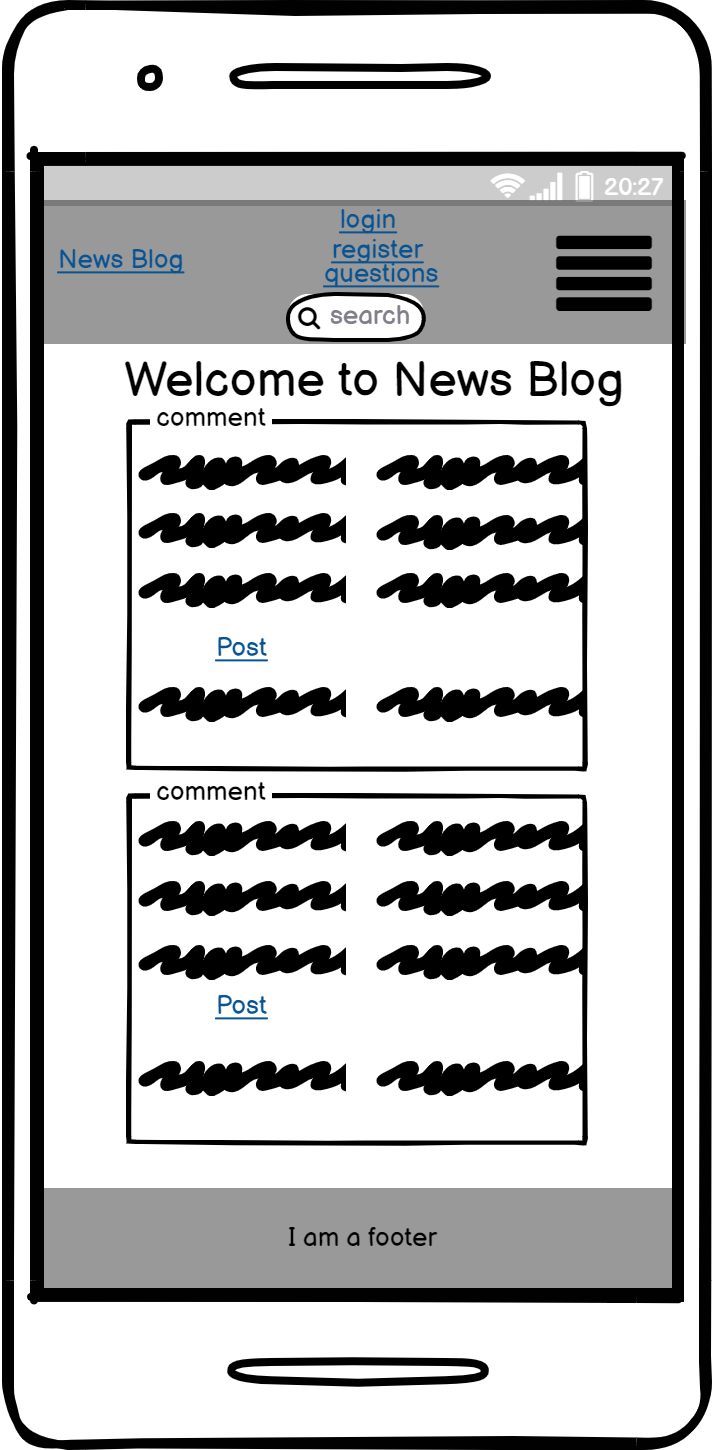 20:27
login
News Blog
register
questions
search
Welcome to News Blog
comment
Post
comment
Post
I am a footer